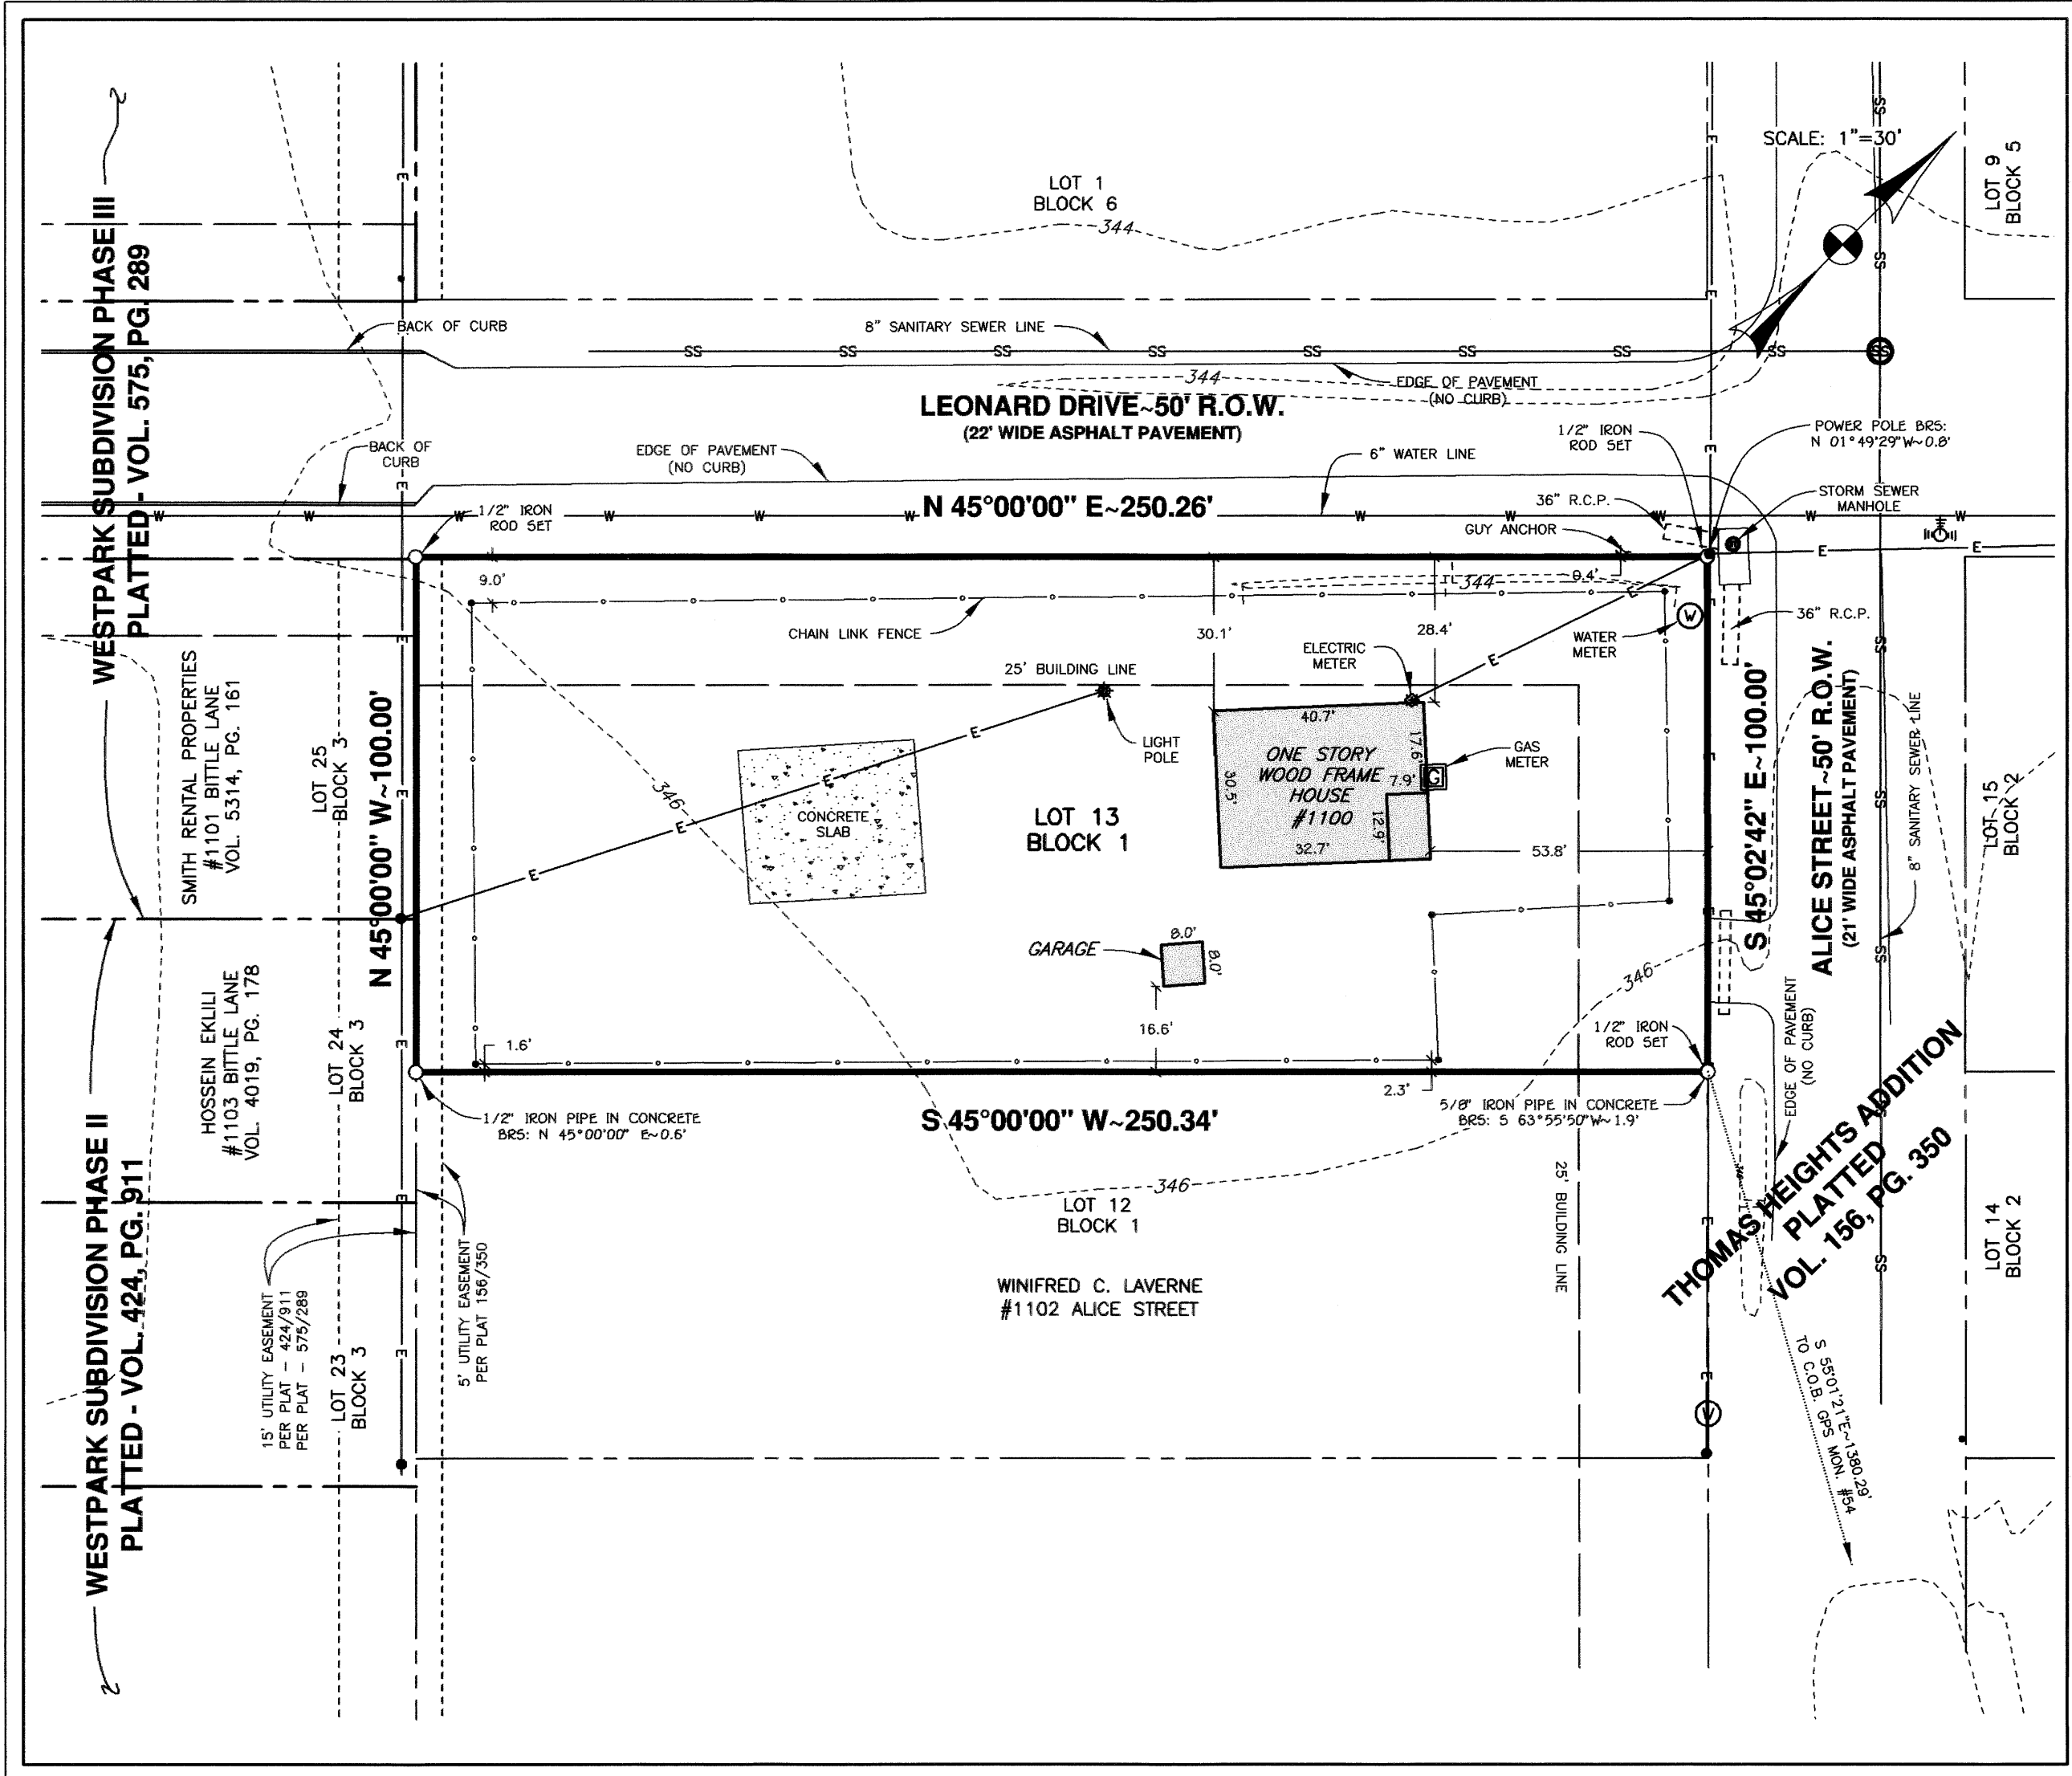 SCALE: 1"=30'
LOT 9
BLOCK 5
LOT 1
BLOCK 6
344
WESTPARK SUBDIVISION PHASE III
PLATTED - VOL. 575, PG. 289
BACK OF CURB
8" SANITARY SEWER LINE
SS SS SS SS SS SS SS SS SS
344
EDGE OF PAVEMENT
(NO CURB)
LEONARD DRIVE~50' R.O.W.
(22' WIDE ASPHALT PAVEMENT)
BACK OF
CURB
EDGE OF PAVEMENT
(NO CURB)
6" WATER LINE
1/2" IRON
ROD SET
POWER POLE BRS:
N 01°49'29"W~0.8'
STORM SEWER
MANHOLE
36" R.C.P.
1/2" IRON
ROD SET
N 45°00'00" E~250.26'
GUY ANCHOR
W W W W W W W W W W W
9.0'
CHAIN LINK FENCE
30.1'
344
0.4'
28.4'
WATER
METER
W
36" R.C.P.
25' BUILDING LINE
ELECTRIC
METER
LIGHT
POLE
40.7'
17.6'
ONE STORY
WOOD FRAME
HOUSE
#1100
7.9'
30.5'
12.9'
32.7'
GAS
METER
G
53.8'
SMITH RENTAL PROPERTIES
#1101 BITTLE LANE
VOL. 5314, PG. 161
LOT 25
BLOCK 3
N 45°00'00" W~100.00'
346
CONCRETE
SLAB
LOT 13
BLOCK 1
S 45°02'42" E~100.00'
ALICE STREET~50' R.O.W.
(21' WIDE ASPHALT PAVEMENT)
8" SANITARY SEWER LINE
LOT 15
BLOCK 2
HOSSEIN EKLILI
#1103 BITTLE LANE
VOL. 4019, PG. 178
LOT 24
BLOCK 3
GARAGE
8.0'
8.0'
16.6'
1.6'
346
1/2" IRON
ROD SET
EDGE OF PAVEMENT
(NO CURB)
2.3'
1/2" IRON PIPE IN CONCRETE
BRS: N 45°00'00" E~0.6'
S 45°00'00" W~250.34'
5/8" IRON PIPE IN CONCRETE
BRS: S 63°55'50"W~1.9'
WESTPARK SUBDIVISION PHASE II
PLATTED - VOL. 424, PG. 911
15' UTILITY EASEMENT
PER PLAT - 424/911
PER PLAT - 575/289
LOT 23
BLOCK 3
5' UTILITY EASEMENT
PER PLAT 156/350
346
LOT 12
BLOCK 1
WINIFRED C. LAVERNE
#1102 ALICE STREET
25' BUILDING LINE
THOMAS HEIGHTS ADDITION
PLATTED
VOL. 156, PG. 350
LOT 14
BLOCK 2
S 55°01'21"E~1380.29'
TO C.O.B. GPS MON. #54